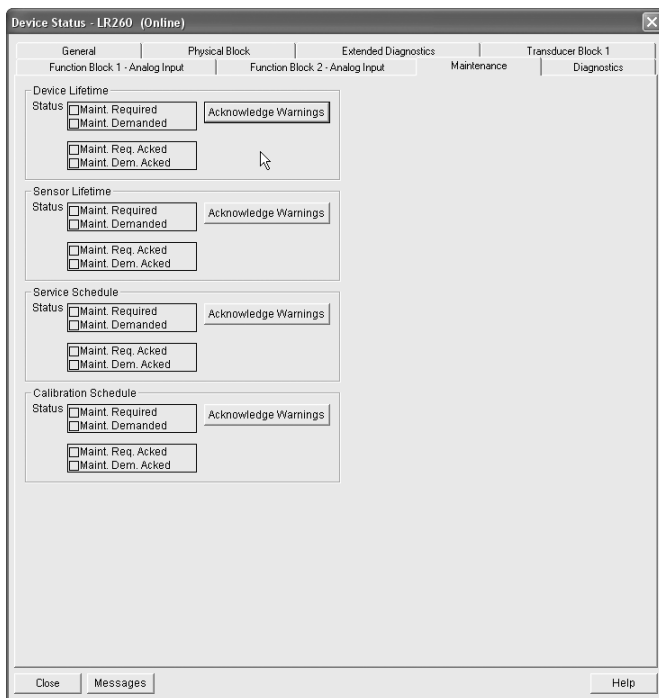 Device Status - LR260 (Online)
General Physical Block Extended Diagnostics Transducer Block 1
Function Block 1 - Analog Input Function Block 2 - Analog Input Maintenance Diagnostics
Device Lifetime
Status Maint. Required Acknowledge Warnings
Maint. Demanded
Maint. Req. Acked
Maint. Dem. Acked
Sensor Lifetime
Status Maint. Required Acknowledge Warnings
Maint. Demanded
Maint. Req. Acked
Maint. Dem. Acked
Service Schedule
Status Maint. Required Acknowledge Warnings
Maint. Demanded
Maint. Req. Acked
Maint. Dem. Acked
Calibration Schedule
Status Maint. Required Acknowledge Warnings
Maint. Demanded
Maint. Req. Acked
Maint. Dem. Acked
Close Messages Help